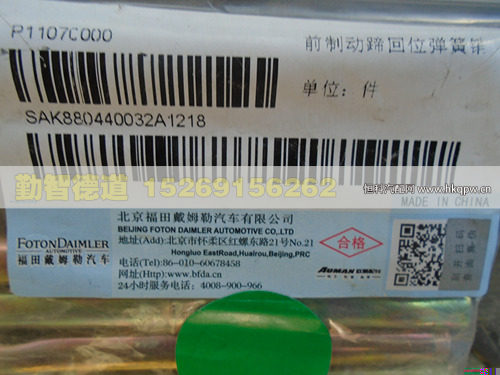 P1107C000
前制动蹄回位弹簧销
单位：件
SAK880440032A1218
恒科汽配网 www.hkqpw.cn
勤智德道 15269156262
MADE IN CHINA
北京福田戴姆勒汽车有限公司
BEIJING FOTON DAIMLER AUTOMOTIVE CO.,LTD
地址(Add):北京市怀柔区红螺东路21号No.21
Hongluo EastRoad,Huairou,Beijing,PRC
电话(Tel):86-010-60678458
网址(Http):www.bfda.cn
24小时服务电话：4008-900-966
FOTONDAIMLER
AUTOMOTIVE
福田戴姆勒汽车
合格
AUMAN